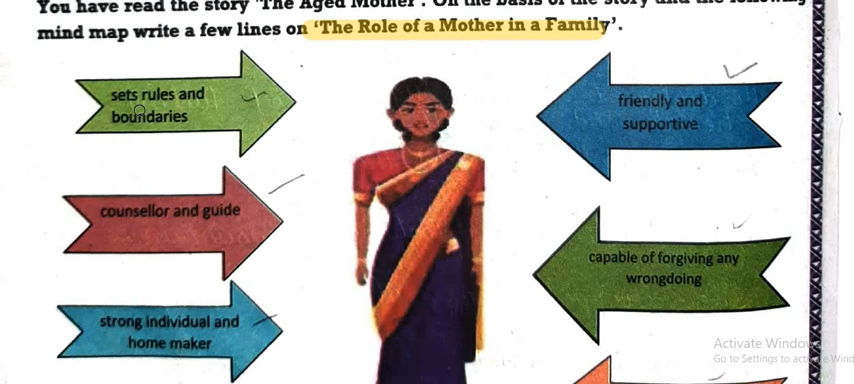 You have read the story 'The Aged Mother'. On the basis of the story and the following
mind map write a few lines on 'The Role of a Mother in a Family'.
sets rules and
boundaries
friendly and
supportive
counsellor and guide
capable of forgiving any
wrongdoing
strong individual and
home maker
Activate Windows
Go to Settings to activate Wind